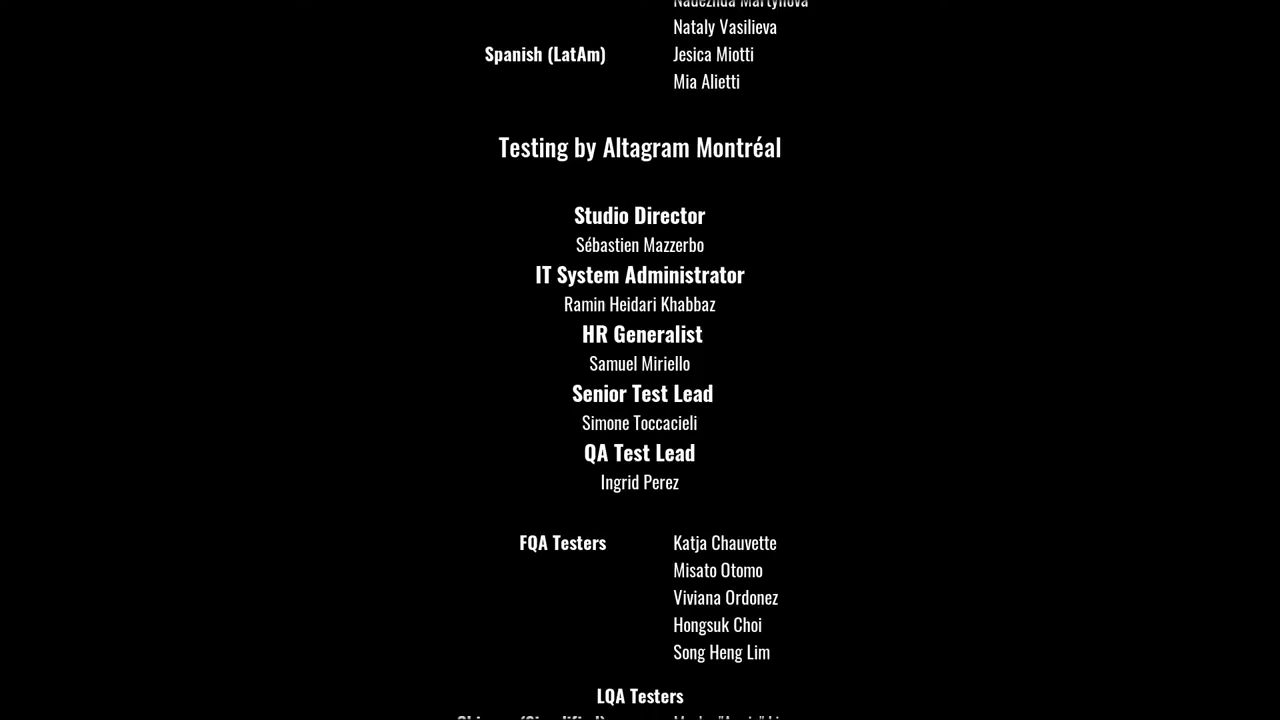 Nadezhda Martynova
Nataly Vasilieva
Spanish (LatAm) Jesica Miotti
Mia Alietti
Testing by Altagram Montréal
Studio Director
Sébastien Mazzerbo
IT System Administrator
Ramin Heidari Khabbaz
HR Generalist
Samuel Miriello
Senior Test Lead
Simone Toccacieli
QA Test Lead
Ingrid Perez
FQA Testers Katja Chauvette
Misato Otomo
Viviana Ordonez
Hongsuk Choi
Song Heng Lim
LQA Testers